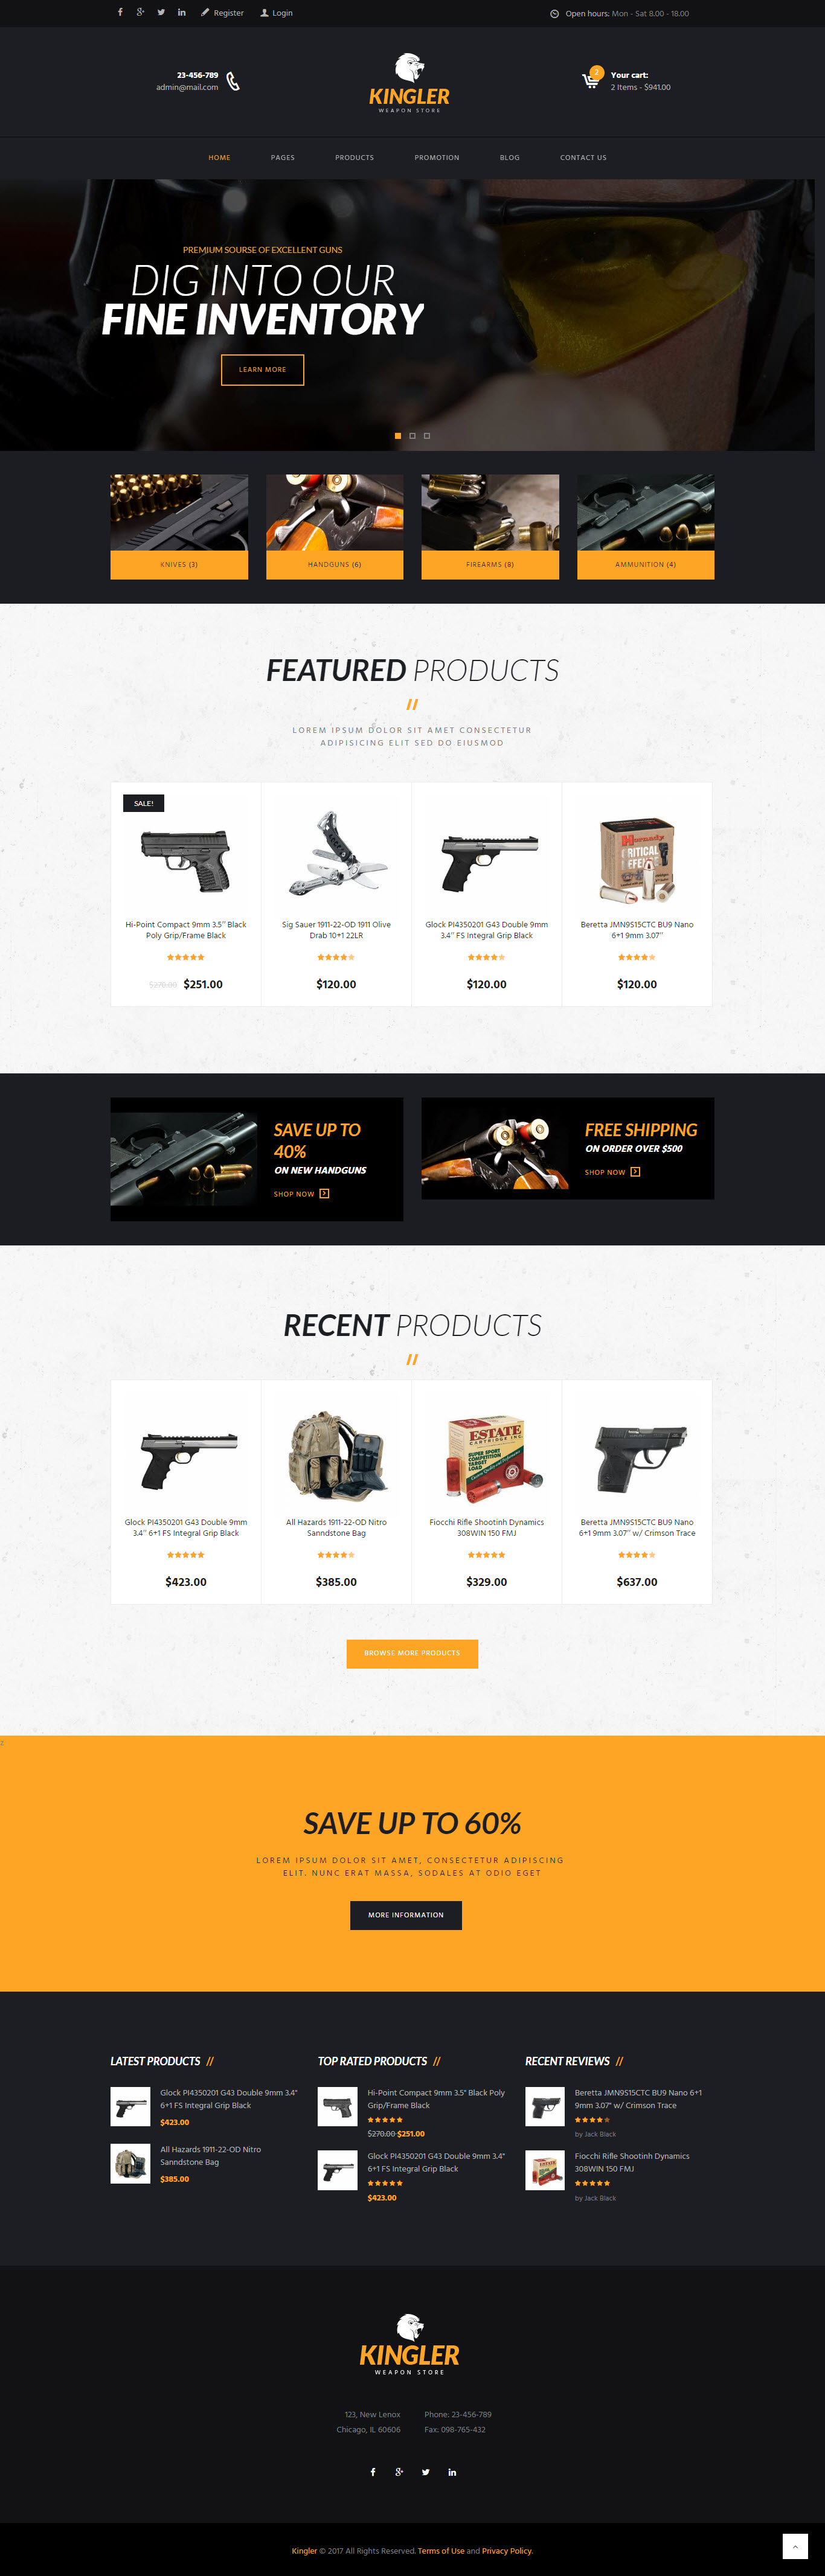 Register
Login
Open hours: Mon - Sat 8.00 - 18.00
23-456-789
admin@mail.com
KINGLER
WEAPON STORE
2
Your cart:
2 Items - $941.00
HOME
PAGES
PRODUCTS
PROMOTION
BLOG
CONTACT US
PREMIUM SOURSE OF EXCELLENT GUNS
DIG INTO OUR
FINE INVENTORY
LEARN MORE
KNIVES (3)
HANDGUNS (6)
FIREARMS (8)
AMMUNITION (4)
FEATURED PRODUCTS
//
LOREM IPSUM DOLOR SIT AMET CONSECTETUR
ADIPISICING ELIT SED DO EIUSMOD
SALE!
Hi-Point Compact 9mm 3.5″ Black
Poly Grip/Frame Black
$270.00 $251.00
Sig Sauer 1911-22-OD 1911 Olive
Drab 10+1 22LR
$120.00
Glock PI4350201 G43 Double 9mm
3.4″ FS Integral Grip Black
$120.00
Hornady
CRITICAL
Beretta JMN9S15CTC BU9 Nano
6+1 9mm 3.07″
$120.00
SAVE UP TO
40%
ON NEW HANDGUNS
SHOP NOW
FREE SHIPPING
ON ORDER OVER $500
SHOP NOW
RECENT PRODUCTS
//
Glock PI4350201 G43 Double 9mm
3.4″ 6+1 FS Integral Grip Black
$423.00
All Hazards 1911-22-OD Nitro
Sanndstone Bag
$385.00
ESTATE
CARTRIDGE INC
SUPER SPORT
COMPETITION
TARGET
LOAD
Fiocchi Rifle Shootinh Dynamics
308WIN 150 FMJ
$329.00
Beretta JMN9S15CTC BU9 Nano
6+1 9mm 3.07″ w/ Crimson Trace
$637.00
BROWSE MORE PRODUCTS
SAVE UP TO 60%
LOREM IPSUM DOLOR SIT AMET, CONSECTETUR ADIPISCING
ELIT. NUNC ERAT MASSA, SODALES AT ODIO EGET
MORE INFORMATION
LATEST PRODUCTS //
Glock PI4350201 G43 Double 9mm 3.4"
6+1 FS Integral Grip Black
$423.00
All Hazards 1911-22-OD Nitro
Sanndstone Bag
$385.00
TOP RATED PRODUCTS //
Hi-Point Compact 9mm 3.5" Black Poly
Grip/Frame Black
$270.00 $251.00
Glock PI4350201 G43 Double 9mm 3.4"
6+1 FS Integral Grip Black
$423.00
RECENT REVIEWS //
Beretta JMN9S15CTC BU9 Nano 6+1
9mm 3.07" w/ Crimson Trace
by Jack Black
Fiocchi Rifle Shootinh Dynamics
308WIN 150 FMJ
by Jack Black
KINGLER
WEAPON STORE
123, New Lenox
Chicago, IL 60606
Phone: 23-456-789
Fax: 098-765-432
Kingler © 2017 All Rights Reserved. Terms of Use and Privacy Policy.